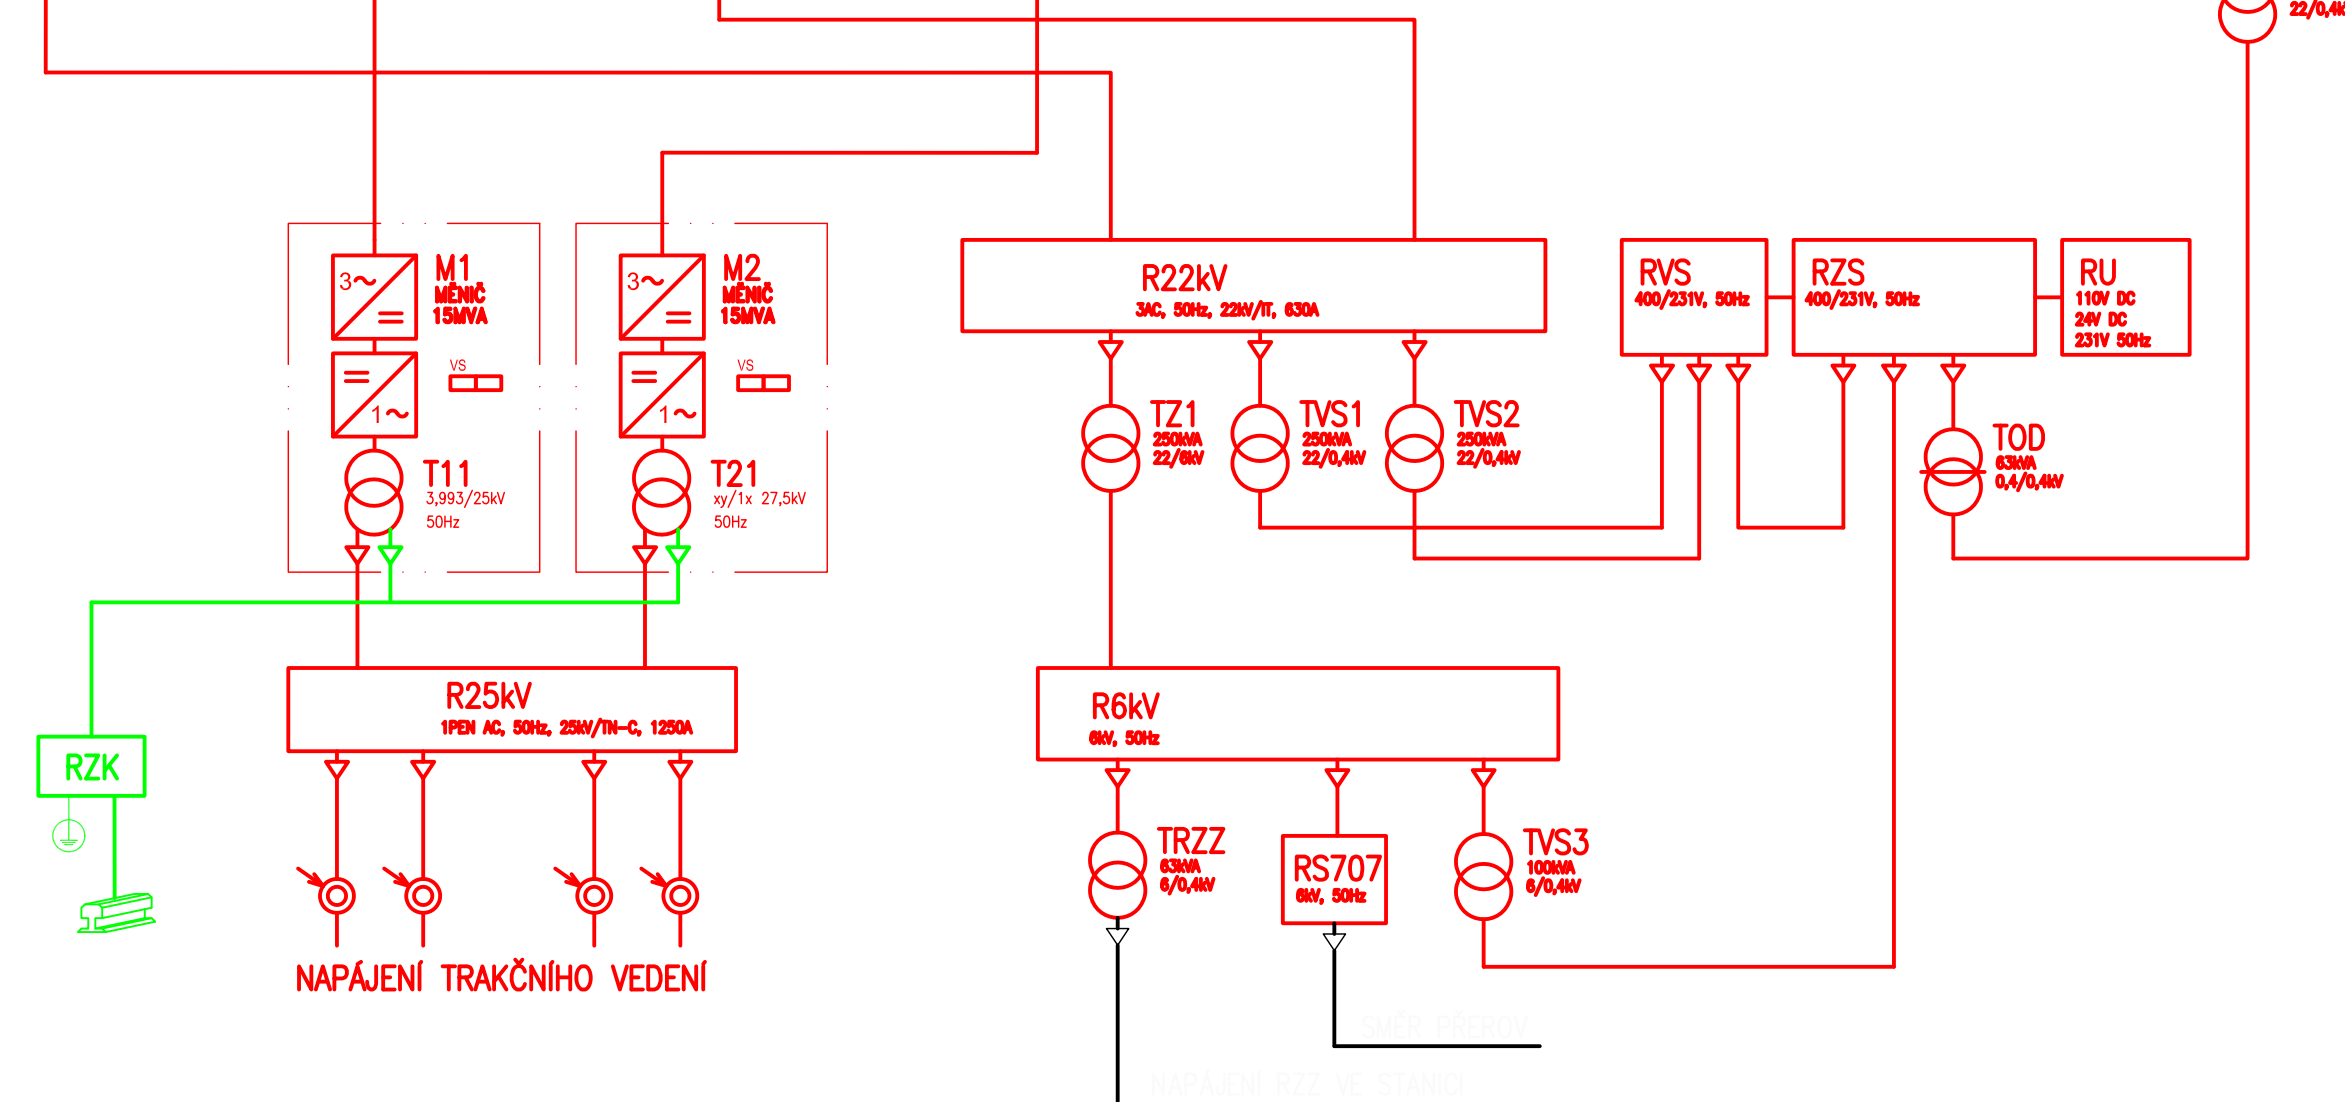 22/0,4k
M1
MĚNIČ
15MVA
3~
=
=
1~
VS
T11
3,993/25kV
50Hz
M2
MĚNIČ
15MVA
3~
=
=
1~
VS
T21
xy/1x 27,5kV
50Hz
R22kV
3AC, 50Hz, 22kV/IT, 630A
RVS
400/231V, 50Hz
RZS
400/231V, 50Hz
RU
110V DC
24V DC
231V 50Hz
TZ1
250kVA
22/6kV
TVS1
250kVA
22/0,4kV
TVS2
250kVA
22/0,4kV
TOD
63kVA
0,4/0,4kV
R25kV
1PEN AC, 50Hz, 25kV/TN-C, 1250A
R6kV
6kV, 50Hz
RZK
TRZZ
63kVA
6/0,4kV
RS707
6kV, 50Hz
TVS3
100kVA
6/0,4kV
NAPÁJENÍ TRAKČNÍHO VEDENÍ
SMĚR PŘEROV
NAPÁJENÍ RZZ VE STANICI